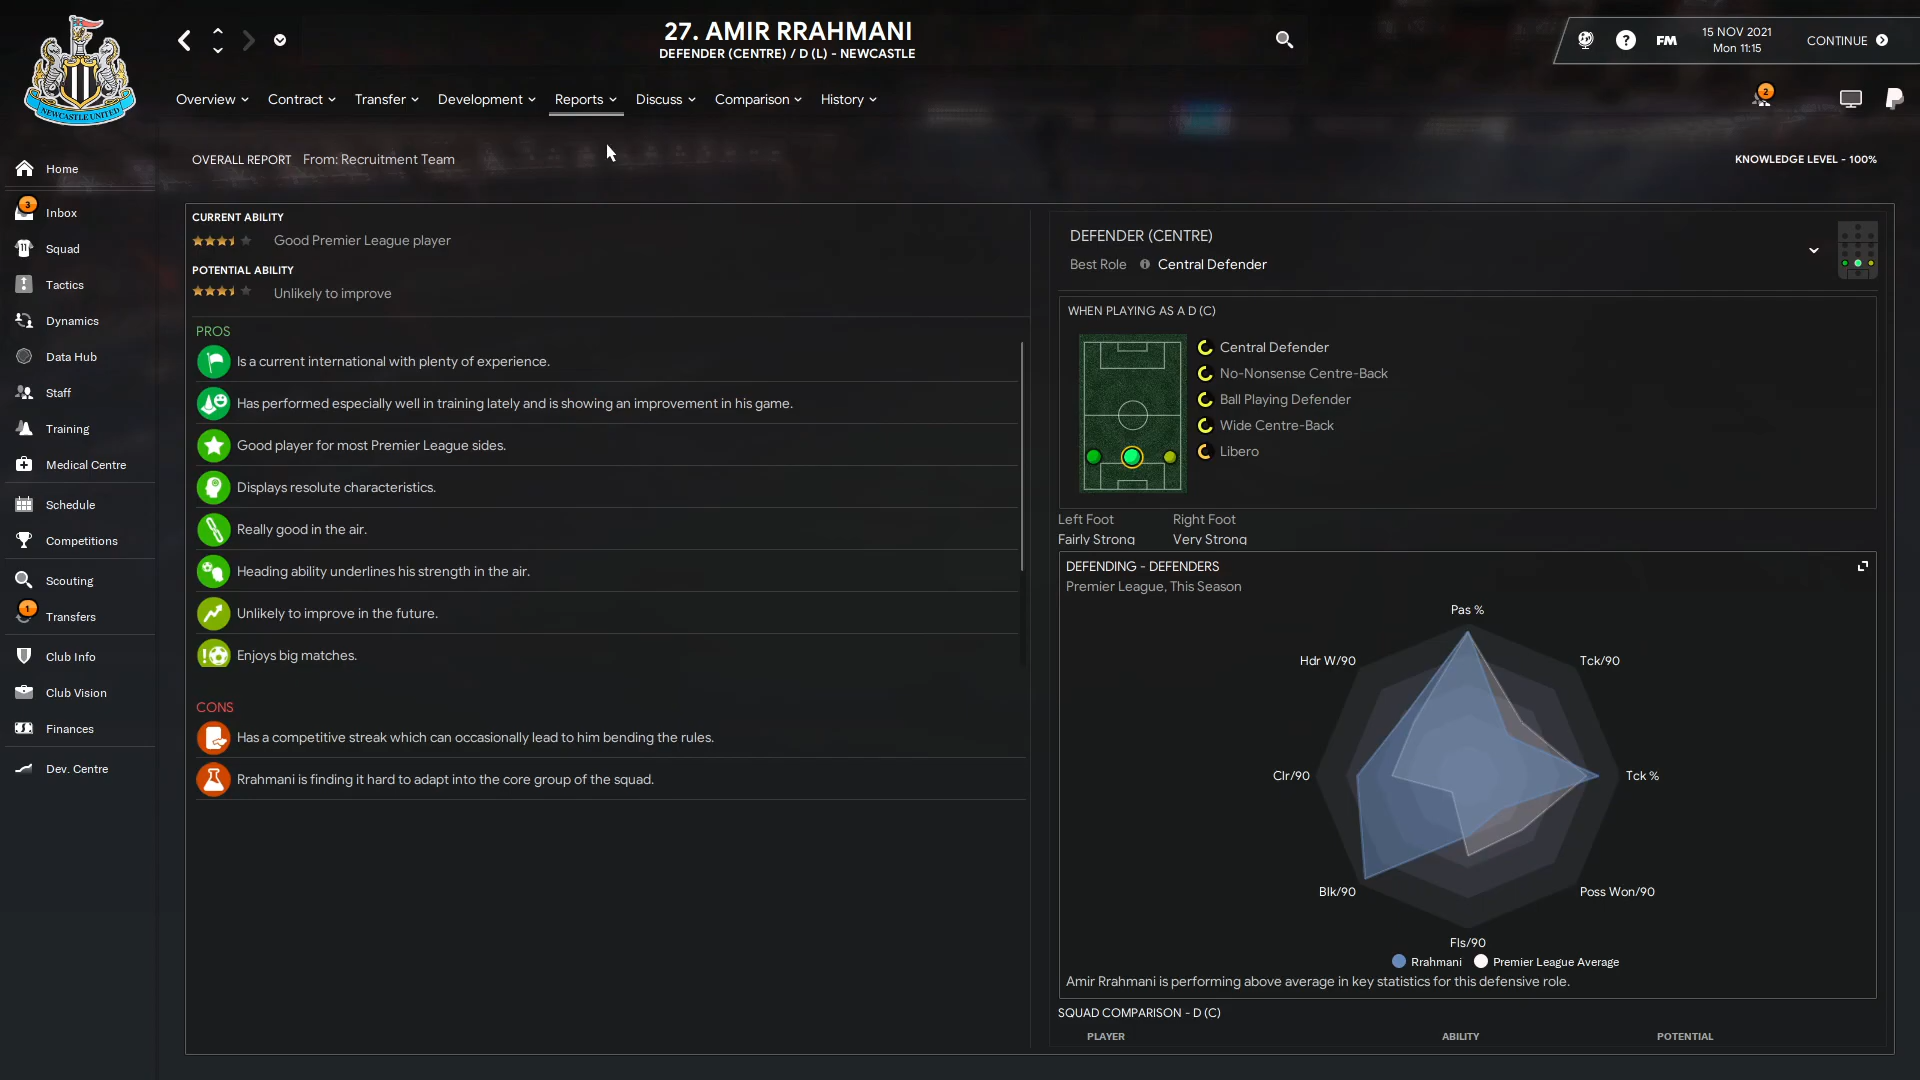 27. AMIR RRAHMANI
DEFENDER (CENTRE) / D (L) - NEWCASTLE
15 NOV 2021
Mon 11:15
CONTINUE
FM
?
2
NEWCASTLE UNITED
Overview
Contract
Transfer
Development
Reports
Discuss
Comparison
History
OVERALL REPORT From: Recruitment Team
KNOWLEDGE LEVEL - 100%
Home
3
Inbox
Squad
Tactics
Dynamics
Data Hub
Staff
Training
Medical Centre
Schedule
Competitions
Scouting
1
Transfers
Club Info
Club Vision
Finances
Dev. Centre
CURRENT ABILITY
Good Premier League player
POTENTIAL ABILITY
Unlikely to improve
PROS
Is a current international with plenty of experience.
Has performed especially well in training lately and is showing an improvement in his game.
Good player for most Premier League sides.
Displays resolute characteristics.
Really good in the air.
Heading ability underlines his strength in the air.
Unlikely to improve in the future.
Enjoys big matches.
CONS
Has a competitive streak which can occasionally lead to him bending the rules.
Rrahmani is finding it hard to adapt into the core group of the squad.
DEFENDER (CENTRE)
Best Role Central Defender
WHEN PLAYING AS A D (C)
Central Defender
No-Nonsense Centre-Back
Ball Playing Defender
Wide Centre-Back
Libero
Left Foot Right Foot
Fairly Strong Very Strong
DEFENDING - DEFENDERS
Premier League, This Season
Pas %
Hdr W/90
Tck/90
Clr/90
Tck %
Blk/90
Poss Won/90
Fls/90
Rrahmani Premier League Average
Amir Rrahmani is performing above average in key statistics for this defensive role.
SQUAD COMPARISON - D (C)
PLAYER ABILITY POTENTIAL